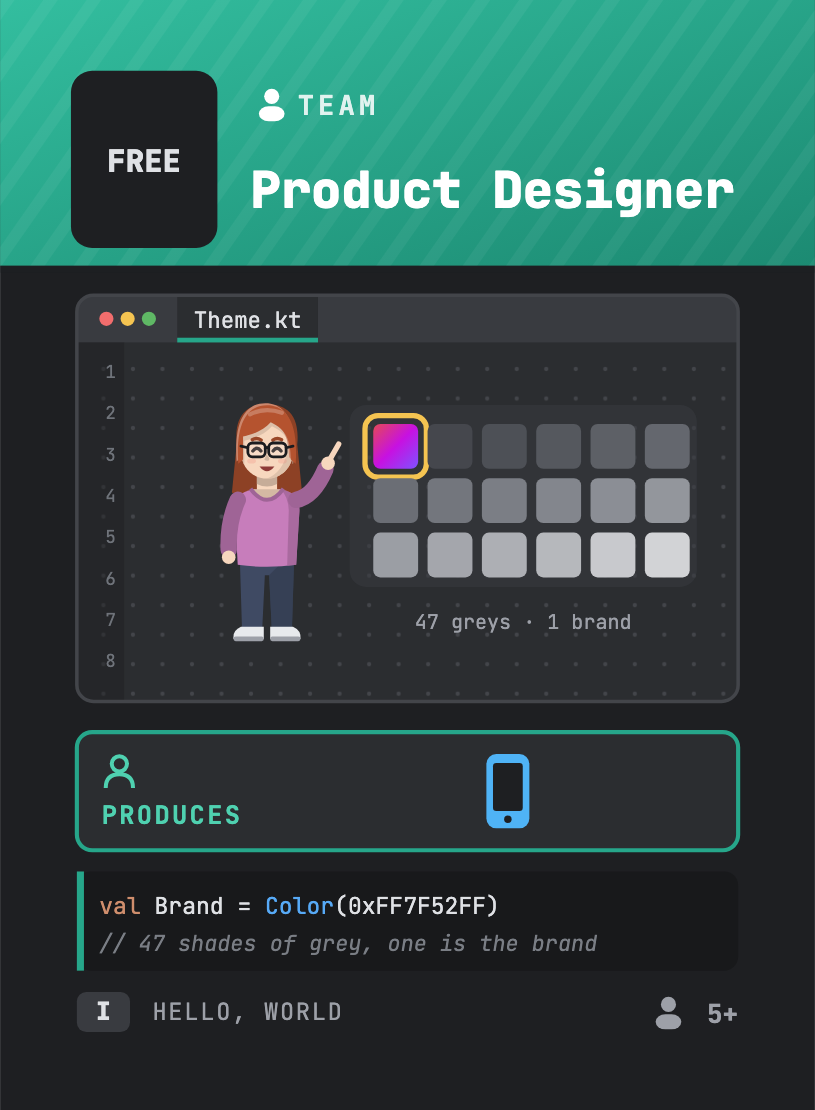 TEAM
FREE
Product Designer
Theme.kt
1
2
3
4
5
6
7
8
47 greys · 1 brand
PRODUCES
val Brand = Color(0xFF7F52FF)
// 47 shades of grey, one is the brand
I HELLO, WORLD 5+